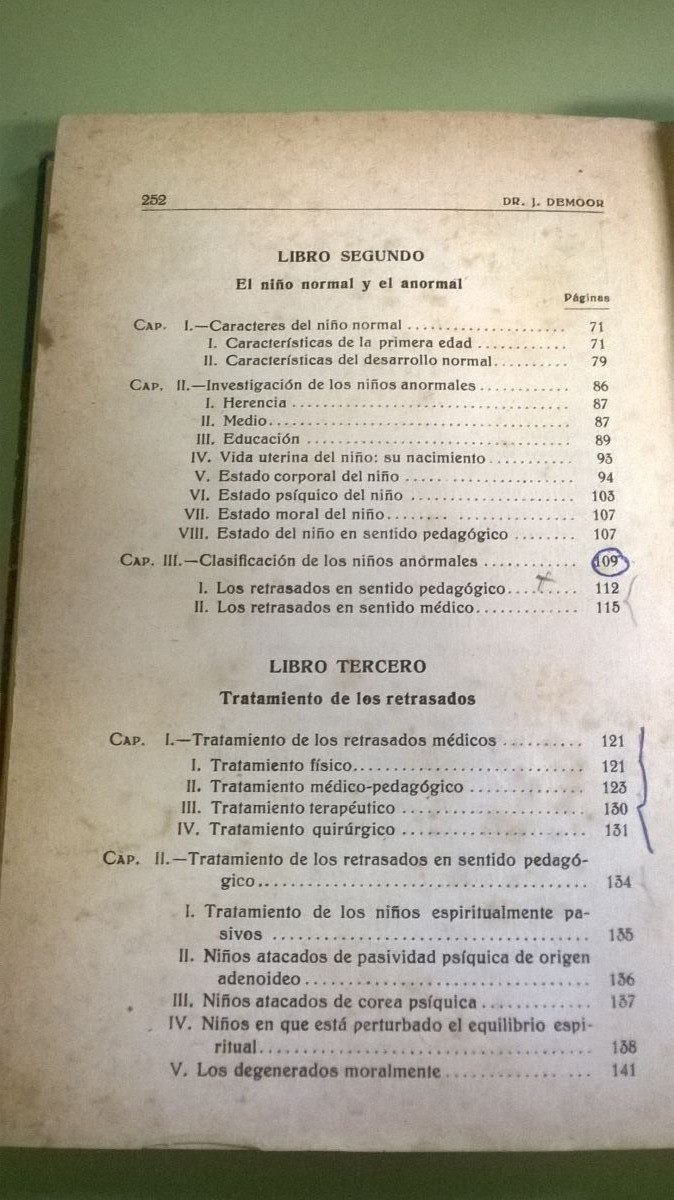 252 DR. J. DEMOOR
LIBRO SEGUNDO
El niño normal y el anormal
Páginas
CAP. I.—Caracteres del niño normal ...................... 71
I. Características de la primera edad ............ 71
II. Características del desarrollo normal.......... 79
CAP. II.—Investigación de los niños anormales ............ 86
I. Herencia ...................................... 87
II. Medio......................................... 87
III. Educación .................................... 89
IV. Vida uterina del niño: su nacimiento ........... 93
V. Estado corporal del niño ....................... 94
VI. Estado psíquico del niño ...................... 103
VII. Estado moral del niño......................... 107
VIII. Estado del niño en sentido pedagógico ........ 107
CAP. III.—Clasificación de los niños anormales ............ 109
I. Los retrasados en sentido pedagógico.......... 112
II. Los retrasados en sentido médico............. 115
LIBRO TERCERO
Tratamiento de los retrasados
CAP. I.—Tratamiento de los retrasados médicos .......... 121
I. Tratamiento físico............................. 121
II. Tratamiento médico-pedagógico ............... 123
III. Tratamiento terapéutico ...................... 130
IV. Tratamiento quirúrgico ....................... 131
CAP. II.—Tratamiento de los retrasados en sentido pedagó-
gico......................................... 134
I. Tratamiento de los niños espiritualmente pa-
sivos ....................................... 135
II. Niños atacados de pasividad psíquica de origen
adenoideo................................... 136
III. Niños atacados de corea psíquica ............. 137
IV. Niños en que está perturbado el equilibrio espi-
ritual......................................... 138
V. Los degenerados moralmente .................. 141